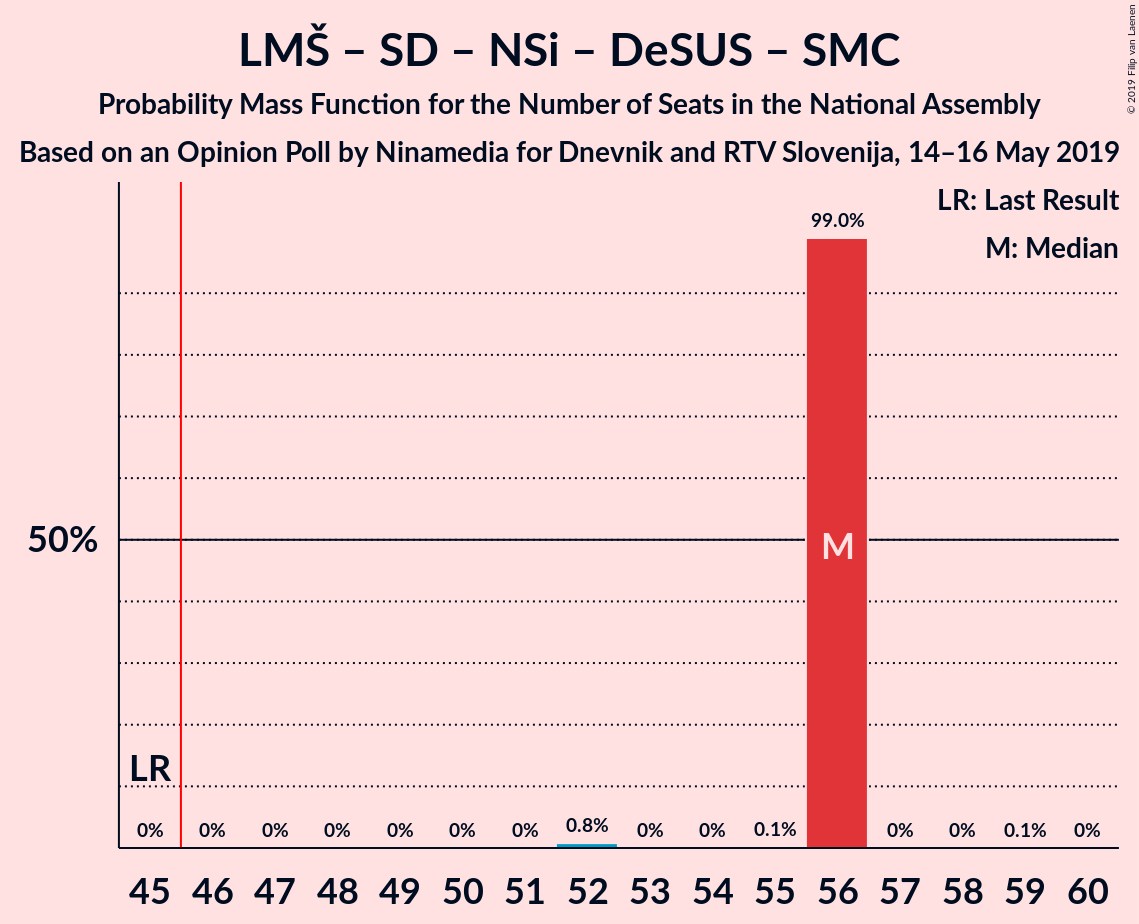 LMŠ – SD – NSi – DeSUS – SMC
Probability Mass Function for the Number of Seats in the National Assembly
Based on an Opinion Poll by Ninamedia for Dnevnik and RTV Slovenija, 14–16 May 2019
© 2019 Filip van Laenen
LR: Last Result
M: Median
99.0%
50%
M
LR
0% 0% 0% 0% 0% 0% 0% 0.8% 0% 0% 0.1% 0% 0% 0.1% 0%
45 46 47 48 49 50 51 52 53 54 55 56 57 58 59 60